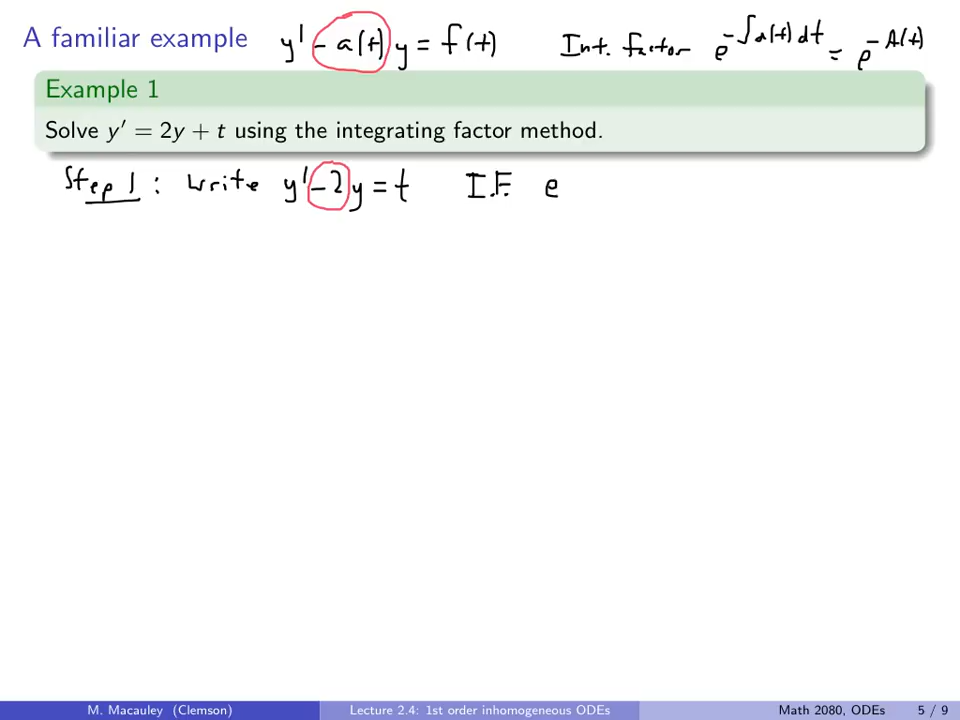 A familiar example y' - a(t) y = f(t) Int. factor e^{-∫a(t)dt} = e^{-A(t)}
Example 1
Solve y′ = 2y + t using the integrating factor method.
Step 1: write y' - 2 y = t I.F. e
M. Macauley (Clemson) Lecture 2.4: 1st order inhomogeneous ODEs Math 2080, ODEs 5 / 9